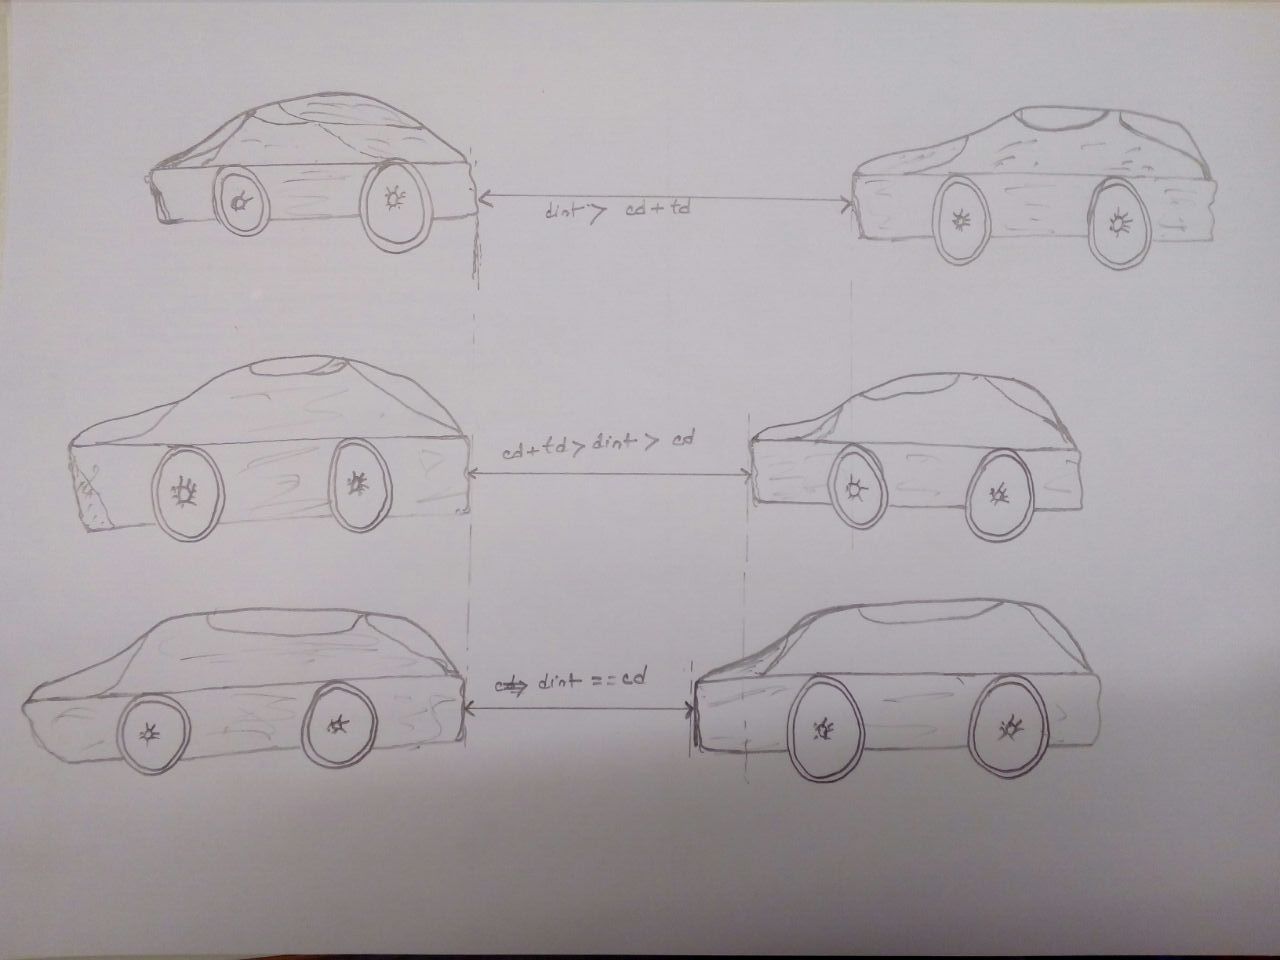 dint > cd + td
cd + td > dint > cd
dint == cd